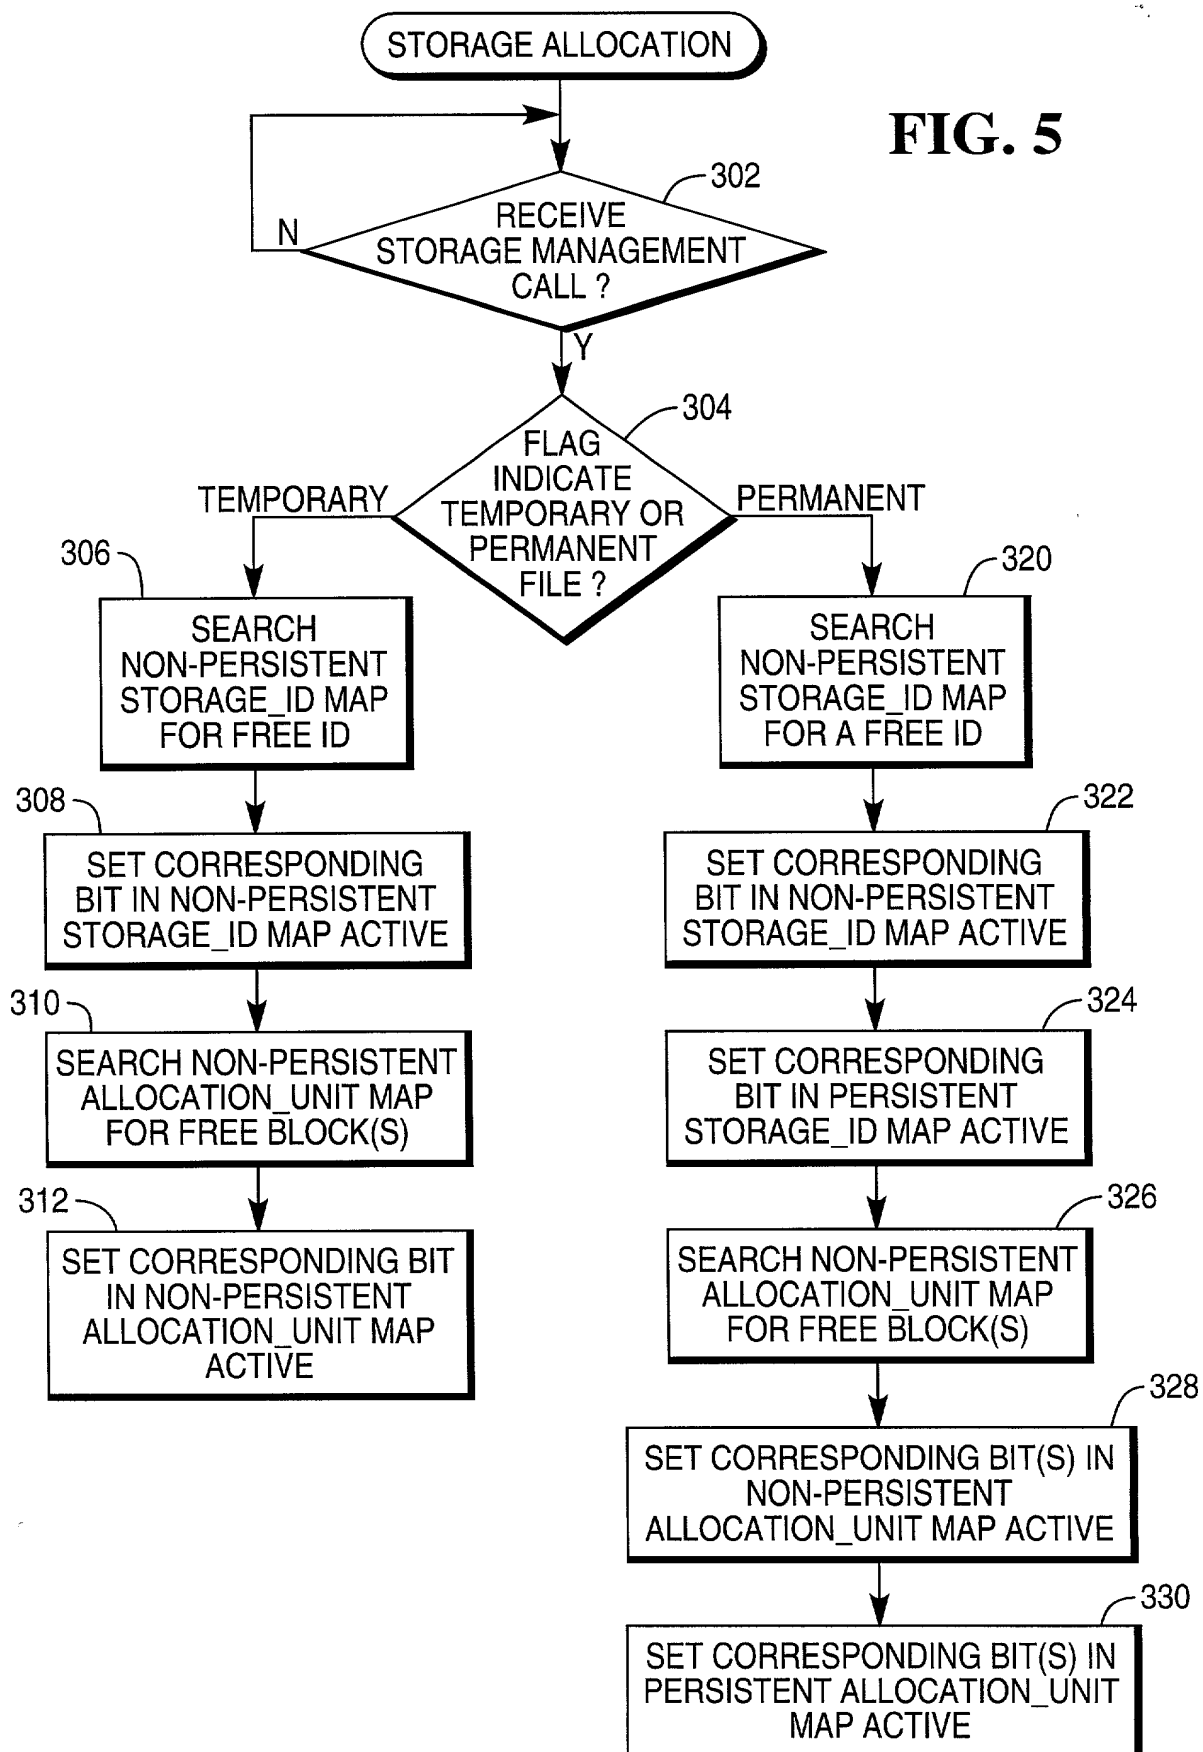 STORAGE ALLOCATION
FIG. 5
302
RECEIVE
STORAGE MANAGEMENT
CALL ?
N
Y
304
FLAG
INDICATE
TEMPORARY OR
PERMANENT
FILE ?
TEMPORARY
PERMANENT
306
SEARCH
NON-PERSISTENT
STORAGE_ID MAP
FOR FREE ID
308
SET CORRESPONDING
BIT IN NON-PERSISTENT
STORAGE_ID MAP ACTIVE
310
SEARCH NON-PERSISTENT
ALLOCATION_UNIT MAP
FOR FREE BLOCK(S)
312
SET CORRESPONDING BIT
IN NON-PERSISTENT
ALLOCATION_UNIT MAP
ACTIVE
320
SEARCH
NON-PERSISTENT
STORAGE_ID MAP
FOR A FREE ID
322
SET CORRESPONDING
BIT IN NON-PERSISTENT
STORAGE_ID MAP ACTIVE
324
SET CORRESPONDING
BIT IN PERSISTENT
STORAGE_ID MAP ACTIVE
326
SEARCH NON-PERSISTENT
ALLOCATION_UNIT MAP
FOR FREE BLOCK(S)
328
SET CORRESPONDING BIT(S) IN
NON-PERSISTENT
ALLOCATION_UNIT MAP ACTIVE
330
SET CORRESPONDING BIT(S) IN
PERSISTENT ALLOCATION_UNIT
MAP ACTIVE